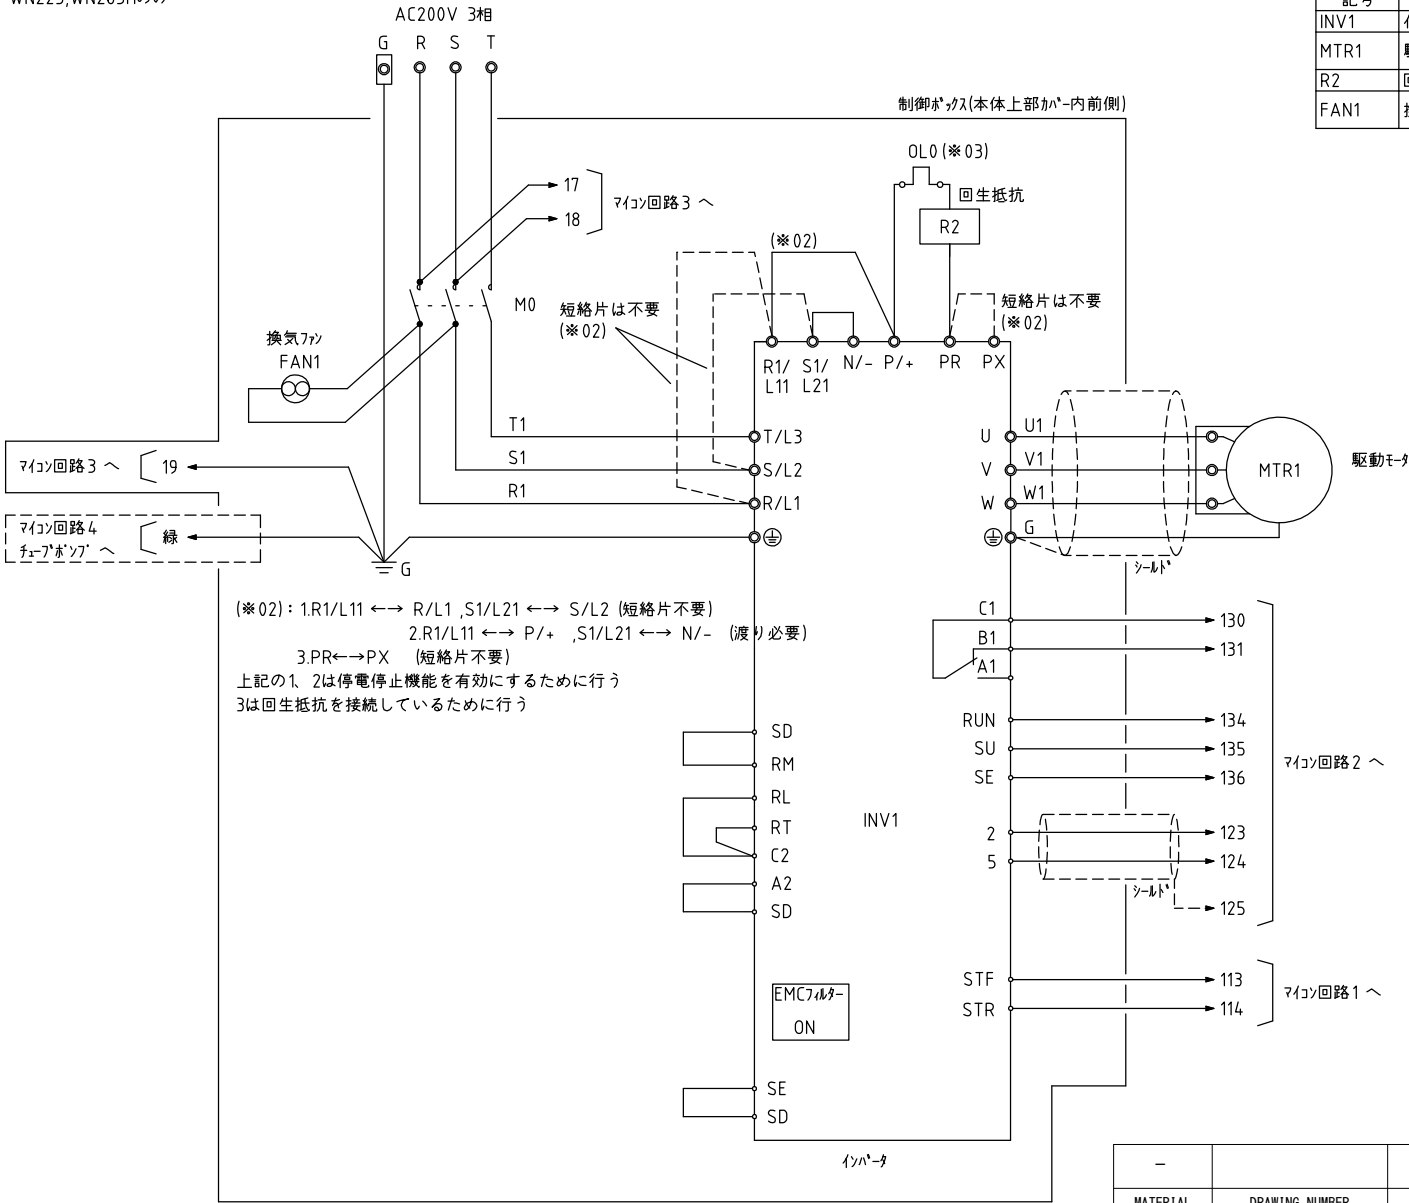 AC200V 3相
G R S T
記号
INV1
MTR1
R2
FAN1
制御ﾎﾞｯｸｽ(本体上部ｶﾊﾞｰ内前側)
OL0(※03)
回生抵抗
R2
17
18
ﾏｲｺﾝ回路3 へ
(※02)
M0
短絡片は不要
(※02)
短絡片は不要
(※02)
換気ﾌｧﾝ
FAN1
R1/L11 S1/L21 N/- P/+ PR PX
T1
T/L3
S1
S/L2
R1
R/L1
U
U1
V
V1
W
W1
G
MTR1
駆動ﾓｰﾀ
ｼｰﾙﾄﾞ
ﾏｲｺﾝ回路3 へ
19
ﾏｲｺﾝ回路4
ﾁｭｰﾌﾞﾎﾟﾝﾌﾟ へ
緑
G
(※02): 1.R1/L11 ←→ R/L1 ,S1/L21 ←→ S/L2 (短絡片不要)
2.R1/L11 ←→ P/+ ,S1/L21 ←→ N/- (渡り必要)
3.PR←→PX (短絡片不要)
上記の1、2は停電停止機能を有効にするために行う
3は回生抵抗を接続しているために行う
C1
130
B1
131
A1
RUN
134
SU
135
SE
136
ﾏｲｺﾝ回路2 へ
2
123
5
124
ｼｰﾙﾄﾞ
125
STF
113
STR
114
ﾏｲｺﾝ回路1 へ
SD
RM
RL
RT
C2
A2
SD
INV1
EMCﾌｨﾙﾀｰ
ON
SE
SD
ｲﾝﾊﾞｰﾀ
-
MATERIAL
DRAWING NUMBER